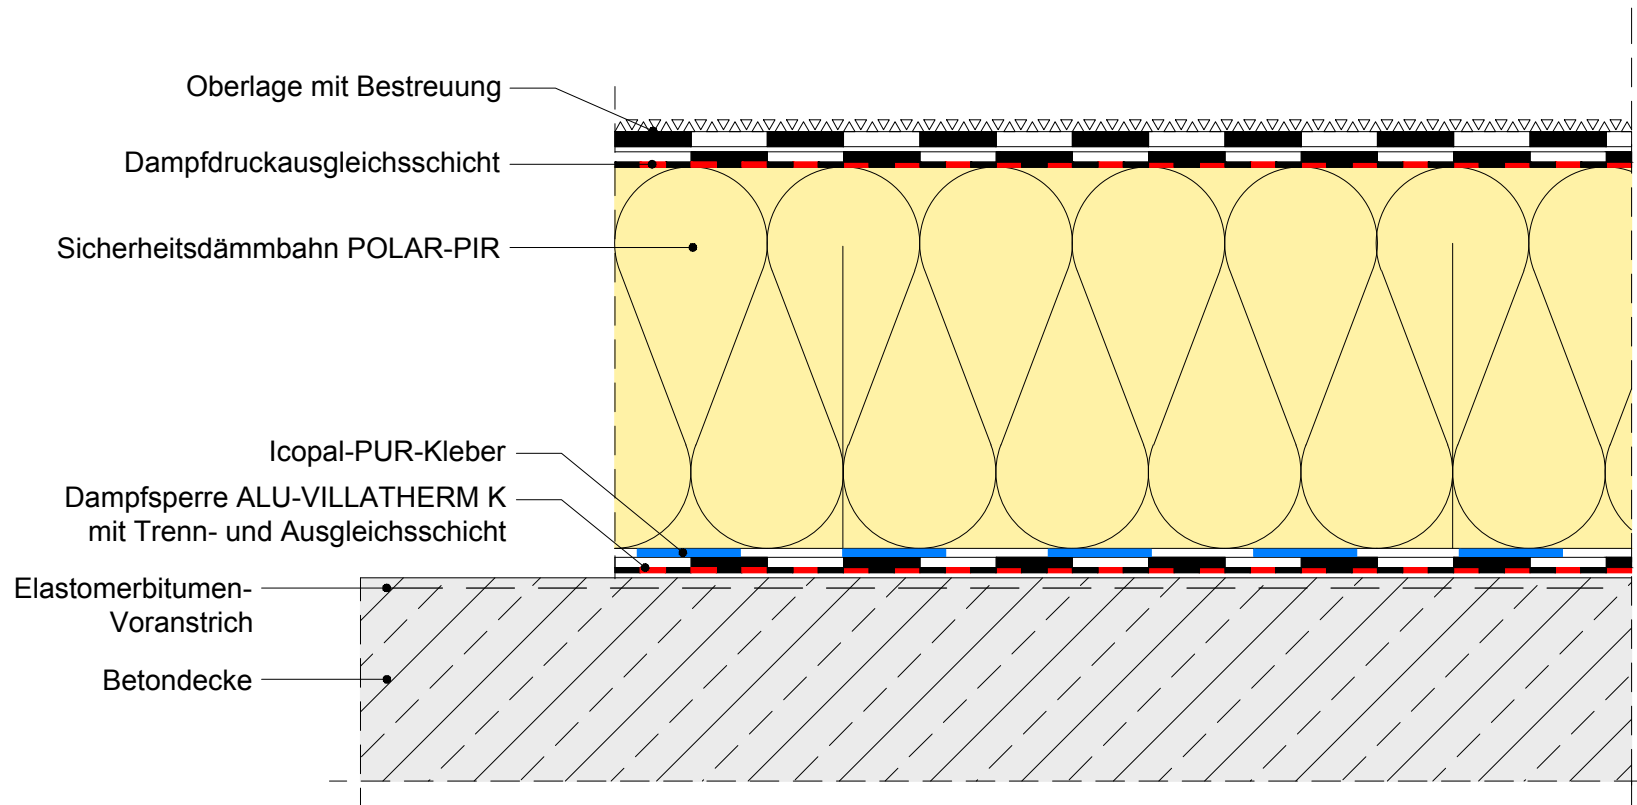 Oberlage mit Bestreuung
Dampfdruckausgleichsschicht
Sicherheitsdämmbahn POLAR-PIR
Icopal-PUR-Kleber
Dampfsperre ALU-VILLATHERM K
mit Trenn- und Ausgleichsschicht
Elastomerbitumen-
Voranstrich
Betondecke